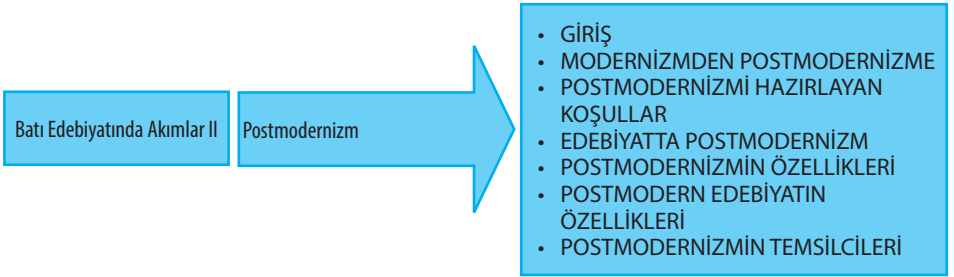 Batı Edebiyatında Akımlar II
Postmodernizm
• GİRİŞ
• MODERNİZMDEN POSTMODERNİZME
• POSTMODERNİZMİ HAZIRLAYAN
KOŞULLAR
• EDEBİYATTA POSTMODERNİZM
• POSTMODERNİZMİN ÖZELLİKLERİ
• POSTMODERN EDEBİYATIN
ÖZELLİKLERİ
• POSTMODERNİZMİN TEMSİLCİLERİ